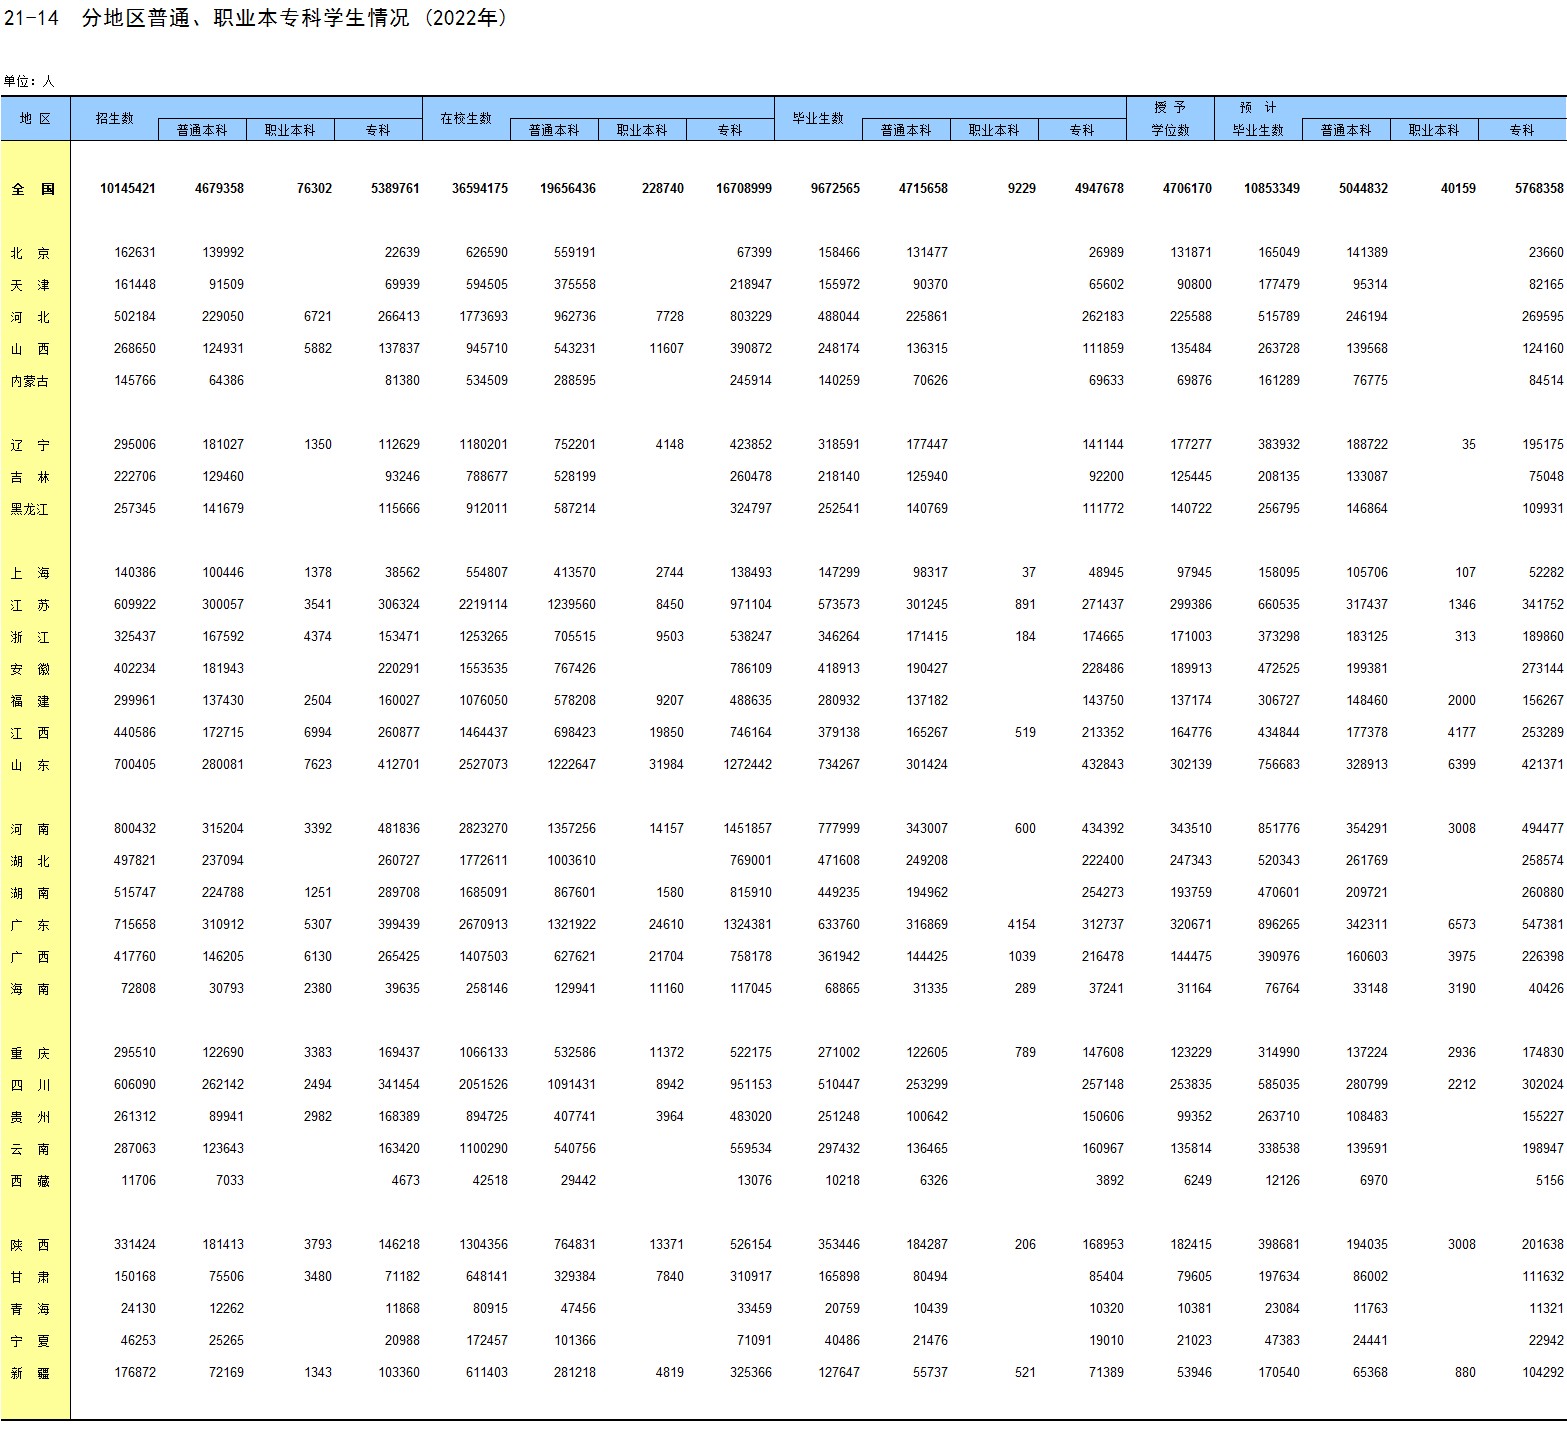 21-14 分地区普通、职业本专科学生情况 (2022年)
单位: 人
地 区 招生数 普通本科 职业本科 专科 在校生数 普通本科 职业本科 专科 毕业生数 普通本科 职业本科 专科 授 予 学位数 预 计 毕业生数 普通本科 职业本科 专科
全 国 10145421 4679358 76302 5389761 36594175 19656436 228740 16708999 9672565 4715658 9229 4947678 4706170 10853349 5044832 40159 5768358
北 京 162631 139992 22639 626590 559191 67399 158466 131477 26989 131871 165049 141389 23660
天 津 161448 91509 69939 594505 375558 218947 155972 90370 65602 90800 177479 95314 82165
河 北 502184 229050 6721 266413 1773693 962736 7728 803229 488044 225861 262183 225588 515789 246194 269595
山 西 268650 124931 5882 137837 945710 543231 11607 390872 248174 136315 111859 135484 263728 139568 124160
内蒙古 145766 64386 81380 534509 288595 245914 140259 70626 69633 69876 161289 76775 84514
辽 宁 295006 181027 1350 112629 1180201 752201 4148 423852 318591 177447 141144 177277 383932 188722 35 195175
吉 林 222706 129460 93246 788677 528199 260478 218140 125940 92200 125445 208135 133087 75048
黑龙江 257345 141679 115666 912011 587214 324797 252541 140769 111772 140722 256795 146864 109931
上 海 140386 100446 1378 38562 554807 413570 2744 138493 147299 98317 37 48945 97945 158095 105706 107 52282
江 苏 609922 300057 3541 306324 2219114 1239560 8450 971104 573573 301245 891 271437 299386 660535 317437 1346 341752
浙 江 325437 167592 4374 153471 1253265 705515 9503 538247 346264 171415 184 174665 171003 373298 183125 313 189860
安 徽 402234 181943 220291 1553535 767426 786109 418913 190427 228486 189913 472525 199381 273144
福 建 299961 137430 2504 160027 1076050 578208 9207 488635 280932 137182 143750 137174 306727 148460 2000 156267
江 西 440586 172715 6994 260877 1464437 698423 19850 746164 379138 165267 519 213352 164776 434844 177378 4177 253289
山 东 700405 280081 7623 412701 2527073 1222647 31984 1272442 734267 301424 432843 302139 756683 328913 6399 421371
河 南 800432 315204 3392 481836 2823270 1357256 14157 1451857 777999 343007 600 434392 343510 851776 354291 3008 494477
湖 北 497821 237094 260727 1772611 1003610 769001 471608 249208 222400 247343 520343 261769 258574
湖 南 515747 224788 1251 289708 1685091 867601 1580 815910 449235 194962 254273 193759 470601 209721 260880
广 东 715658 310912 5307 399439 2670913 1321922 24610 1324381 633760 316869 4154 312737 320671 896265 342311 6573 547381
广 西 417760 146205 6130 265425 1407503 627621 21704 758178 361942 144425 1039 216478 144475 390976 160603 3975 226398
海 南 72808 30793 2380 39635 258146 129941 11160 117045 68865 31335 289 37241 31164 76764 33148 3190 40426
重 庆 295510 122690 3383 169437 1066133 532586 11372 522175 271002 122605 789 147608 123229 314990 137224 2936 174830
四 川 606090 262142 2494 341454 2051526 1091431 8942 951153 510447 253299 257148 253835 585035 280799 2212 302024
贵 州 261312 89941 2982 168389 894725 407741 3964 483020 251248 100642 150606 99352 263710 108483 155227
云 南 287063 123643 163420 1100290 540756 559534 297432 136465 160967 135814 338538 139591 198947
西 藏 11706 7033 4673 42518 29442 13076 10218 6326 3892 6249 12126 6970 5156
陕 西 331424 181413 3793 146218 1304356 764831 13371 526154 353446 184287 206 168953 182415 398681 194035 3008 201638
甘 肃 150168 75506 3480 71182 648141 329384 7840 310917 165898 80494 85404 79605 197634 86002 111632
青 海 24130 12262 11868 80915 47456 33459 20759 10439 10320 10381 23084 11763 11321
宁 夏 46253 25265 20988 172457 101366 71091 40486 21476 19010 21023 47383 24441 22942
新 疆 176872 72169 1343 103360 611403 281218 4819 325366 127647 55737 521 71389 53946 170540 65368 880 104292